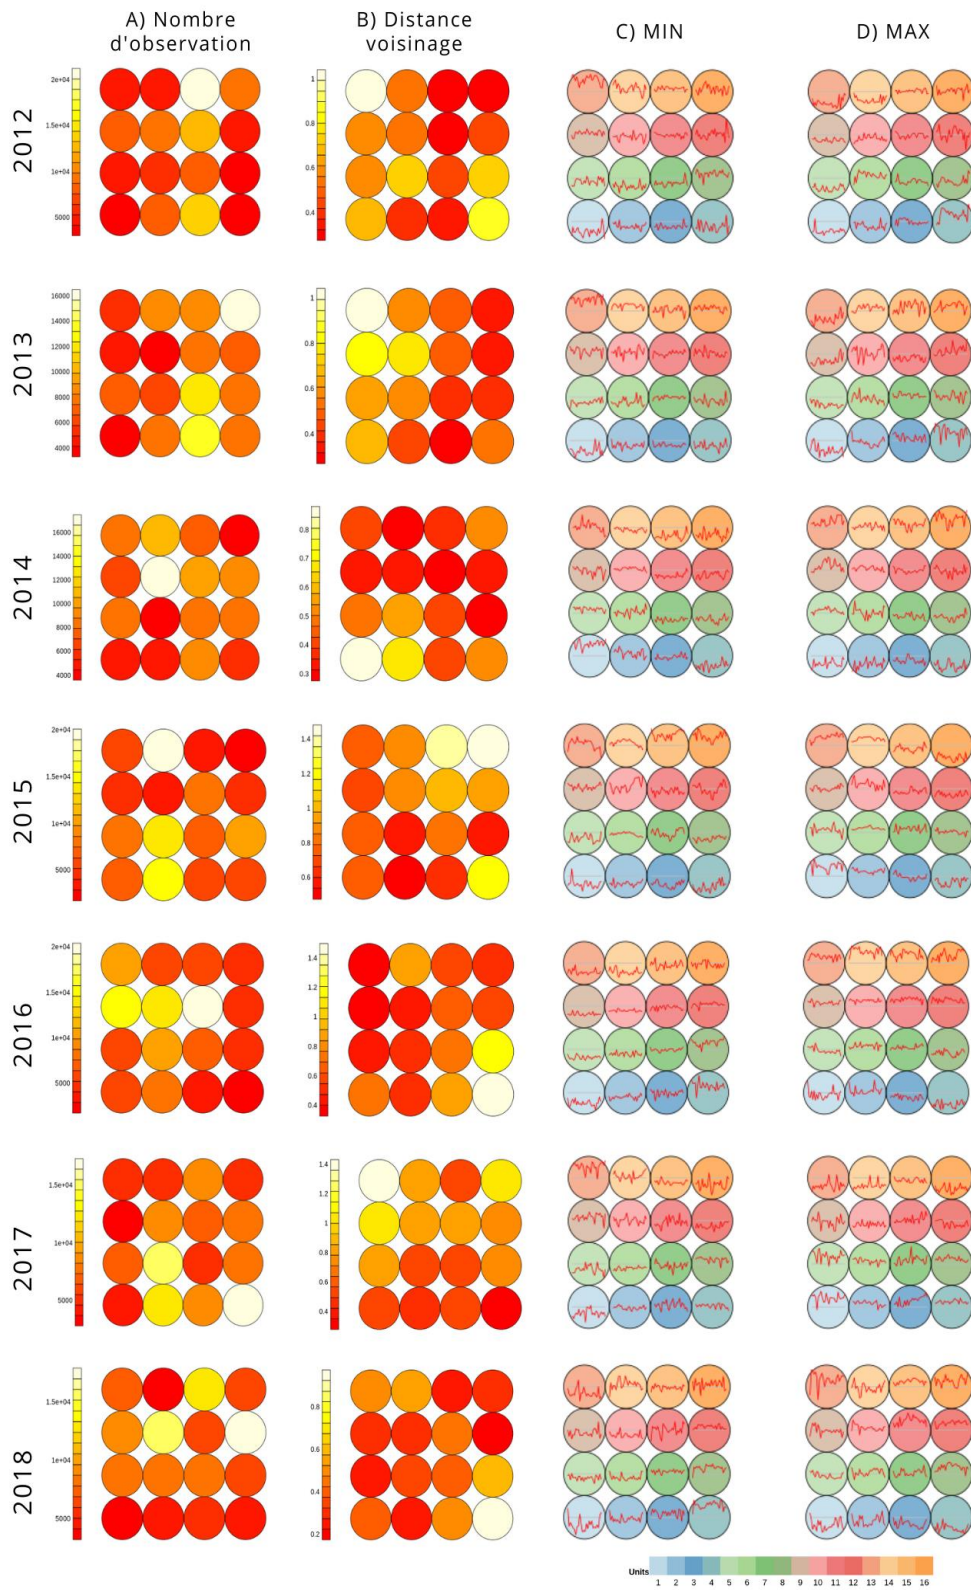 A) Nombre
d'observation
B) Distance
voisinage
C) MIN
D) MAX
2012
2e+04
1.5e+04
1e+04
5000
1
0.8
0.6
0.4
2013
16000
14000
12000
10000
8000
6000
4000
1
0.8
0.6
0.4
2014
16000
14000
12000
10000
8000
6000
4000
0.8
0.7
0.6
0.5
0.4
0.3
2015
2e+04
1.5e+04
1e+04
5000
1.4
1.2
1
0.8
0.6
2016
2e+04
1.5e+04
1e+04
5000
1.4
1.2
1
0.8
0.6
0.4
2017
1.5e+04
1e+04
5000
1.4
1.2
1
0.8
0.6
0.4
2018
1.5e+04
1e+04
5000
0.8
0.6
0.4
0.2
Units
1 2 3 4 5 6 7 8 9 10 11 12 13 14 15 16